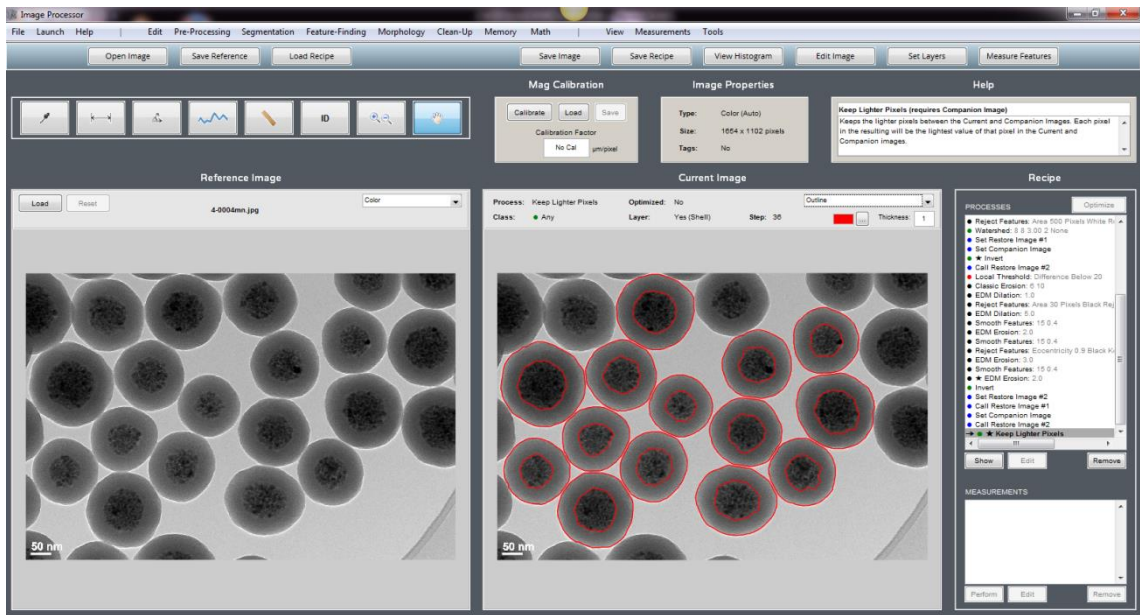 Image Processor
File Launch Help | Edit Pre-Processing Segmentation Feature-Finding Morphology Clean-Up Memory Math | View Measurements Tools
Open Image Save Reference Load Recipe Save Image Save Recipe View Histogram Edit Image Set Layers Measure Features
Mag Calibration
Calibrate Load Save
Calibration Factor
No Cal µm/pixel
Image Properties
Type: Color (Auto)
Size: 1664 x 1102 pixels
Tags: No
Help
Keep Lighter Pixels (requires Companion Image)
Keeps the lighter pixels between the Current and Companion Images. Each pixel
in the resulting will be the lightest value of that pixel in the Current and
Companion images.
ID
Reference Image
Load Reset 4-0004mn.jpg Color
50 nm
Current Image
Process: Keep Lighter Pixels Optimized: No Outline
Class: Any Layer: Yes (Shell) Step: 36 ... Thickness: 1
50 nm
Recipe
PROCESSES Optimize
Reject Features: Area 500 Pixels White
Watershed: 8 8 3.00 2 None
Set Restore Image #1
Set Companion Image
★ Invert
Call Restore Image #2
Local Threshold: Difference Below 20
Classic Erosion: 6 10
EDM Dilation: 1.0
Reject Features: Area 30 Pixels Black Rej
EDM Dilation: 5.0
Smooth Features: 15 0.4
EDM Erosion: 2.0
Smooth Features: 15 0.4
Reject Features: Eccentricity 0.9 Black
EDM Erosion: 3.0
Smooth Features: 15 0.4
★ EDM Erosion: 2.0
Invert
Set Restore Image #2
Call Restore Image #1
Set Companion Image
Call Restore Image #2
★ Keep Lighter Pixels
Show Edit Remove
MEASUREMENTS
Perform Edit Remove